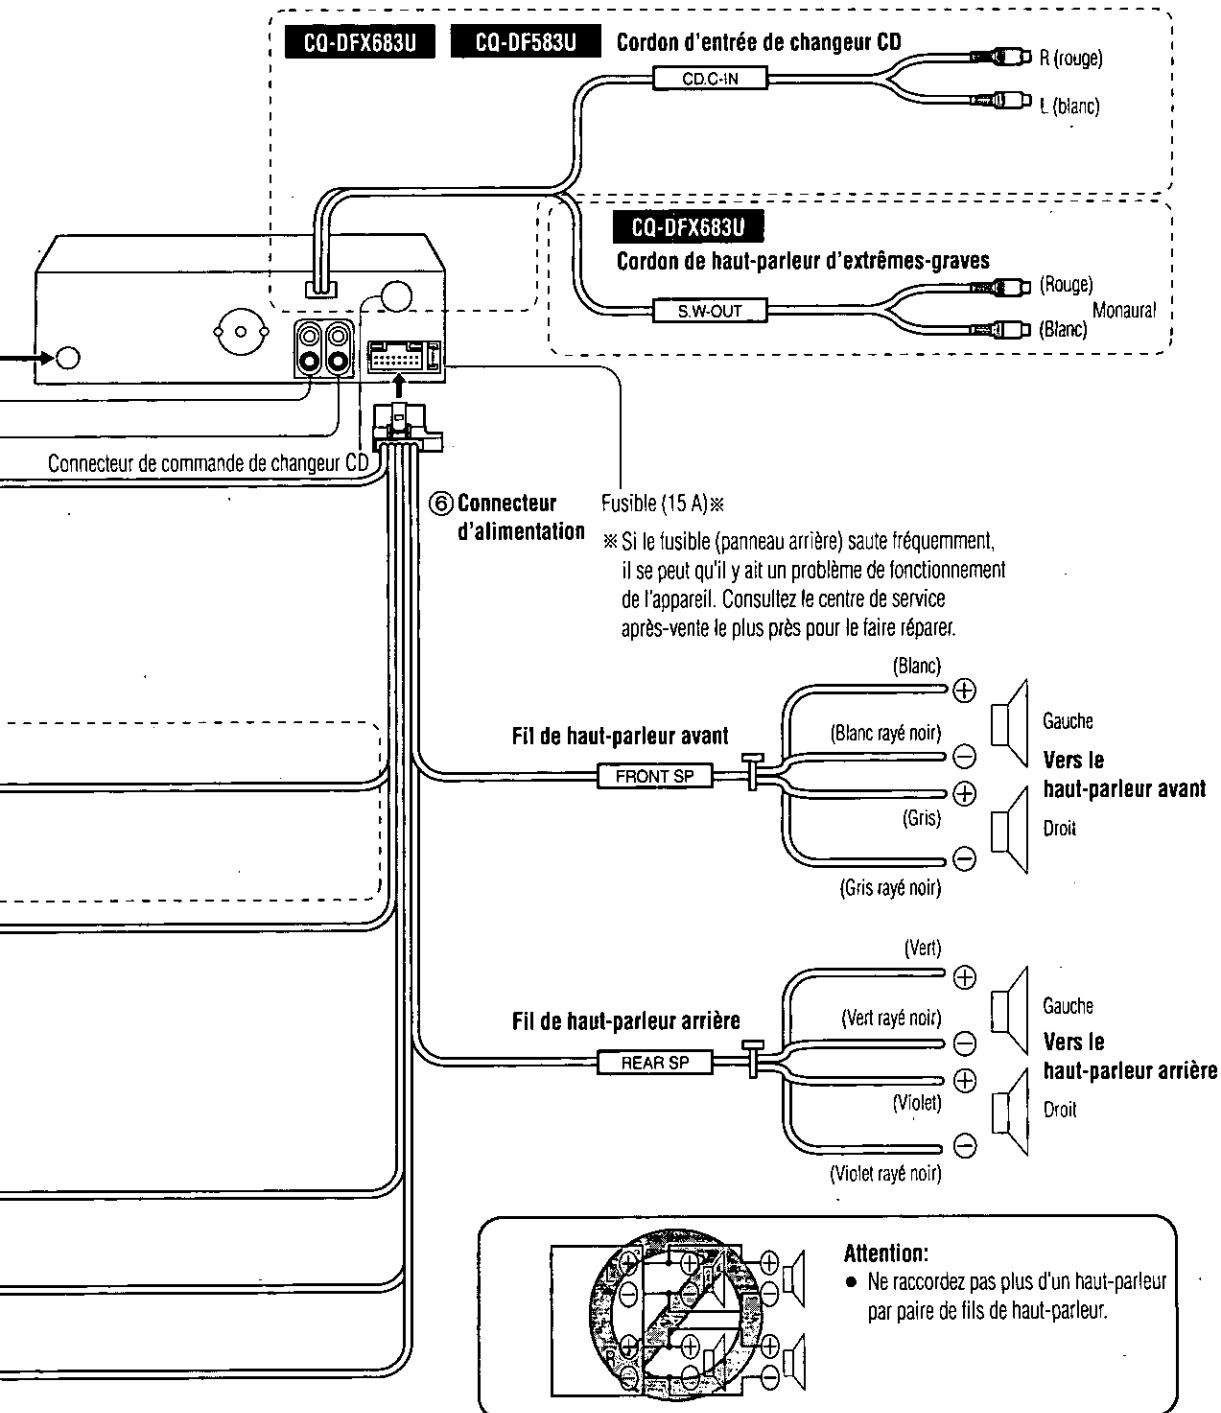 CQ-DFX683U CQ-DF583U Cordon d'entrée de changeur CD
CD.C-IN
R (rouge)
L (blanc)
CQ-DFX683U
Cordon de haut-parleur d'extrêmes-graves
S.W-OUT
(Rouge)
Monaural
(Blanc)
Connecteur de commande de changeur CD
⑥ Connecteur
d'alimentation
Fusible (15 A)※
※ Si le fusible (panneau arrière) saute fréquemment,
il se peut qu'il y ait un problème de fonctionnement
de l'appareil. Consultez le centre de service
après-vente le plus près pour le faire réparer.
(Blanc)
Fil de haut-parleur avant
(Blanc rayé noir)
FRONT SP
(Gris)
(Gris rayé noir)
Gauche
Vers le
haut-parleur avant
Droit
(Vert)
Fil de haut-parleur arrière
(Vert rayé noir)
REAR SP
(Violet)
(Violet rayé noir)
Gauche
Vers le
haut-parleur arrière
Droit
L
R
Attention:
● Ne raccordez pas plus d'un haut-parleur
par paire de fils de haut-parleur.